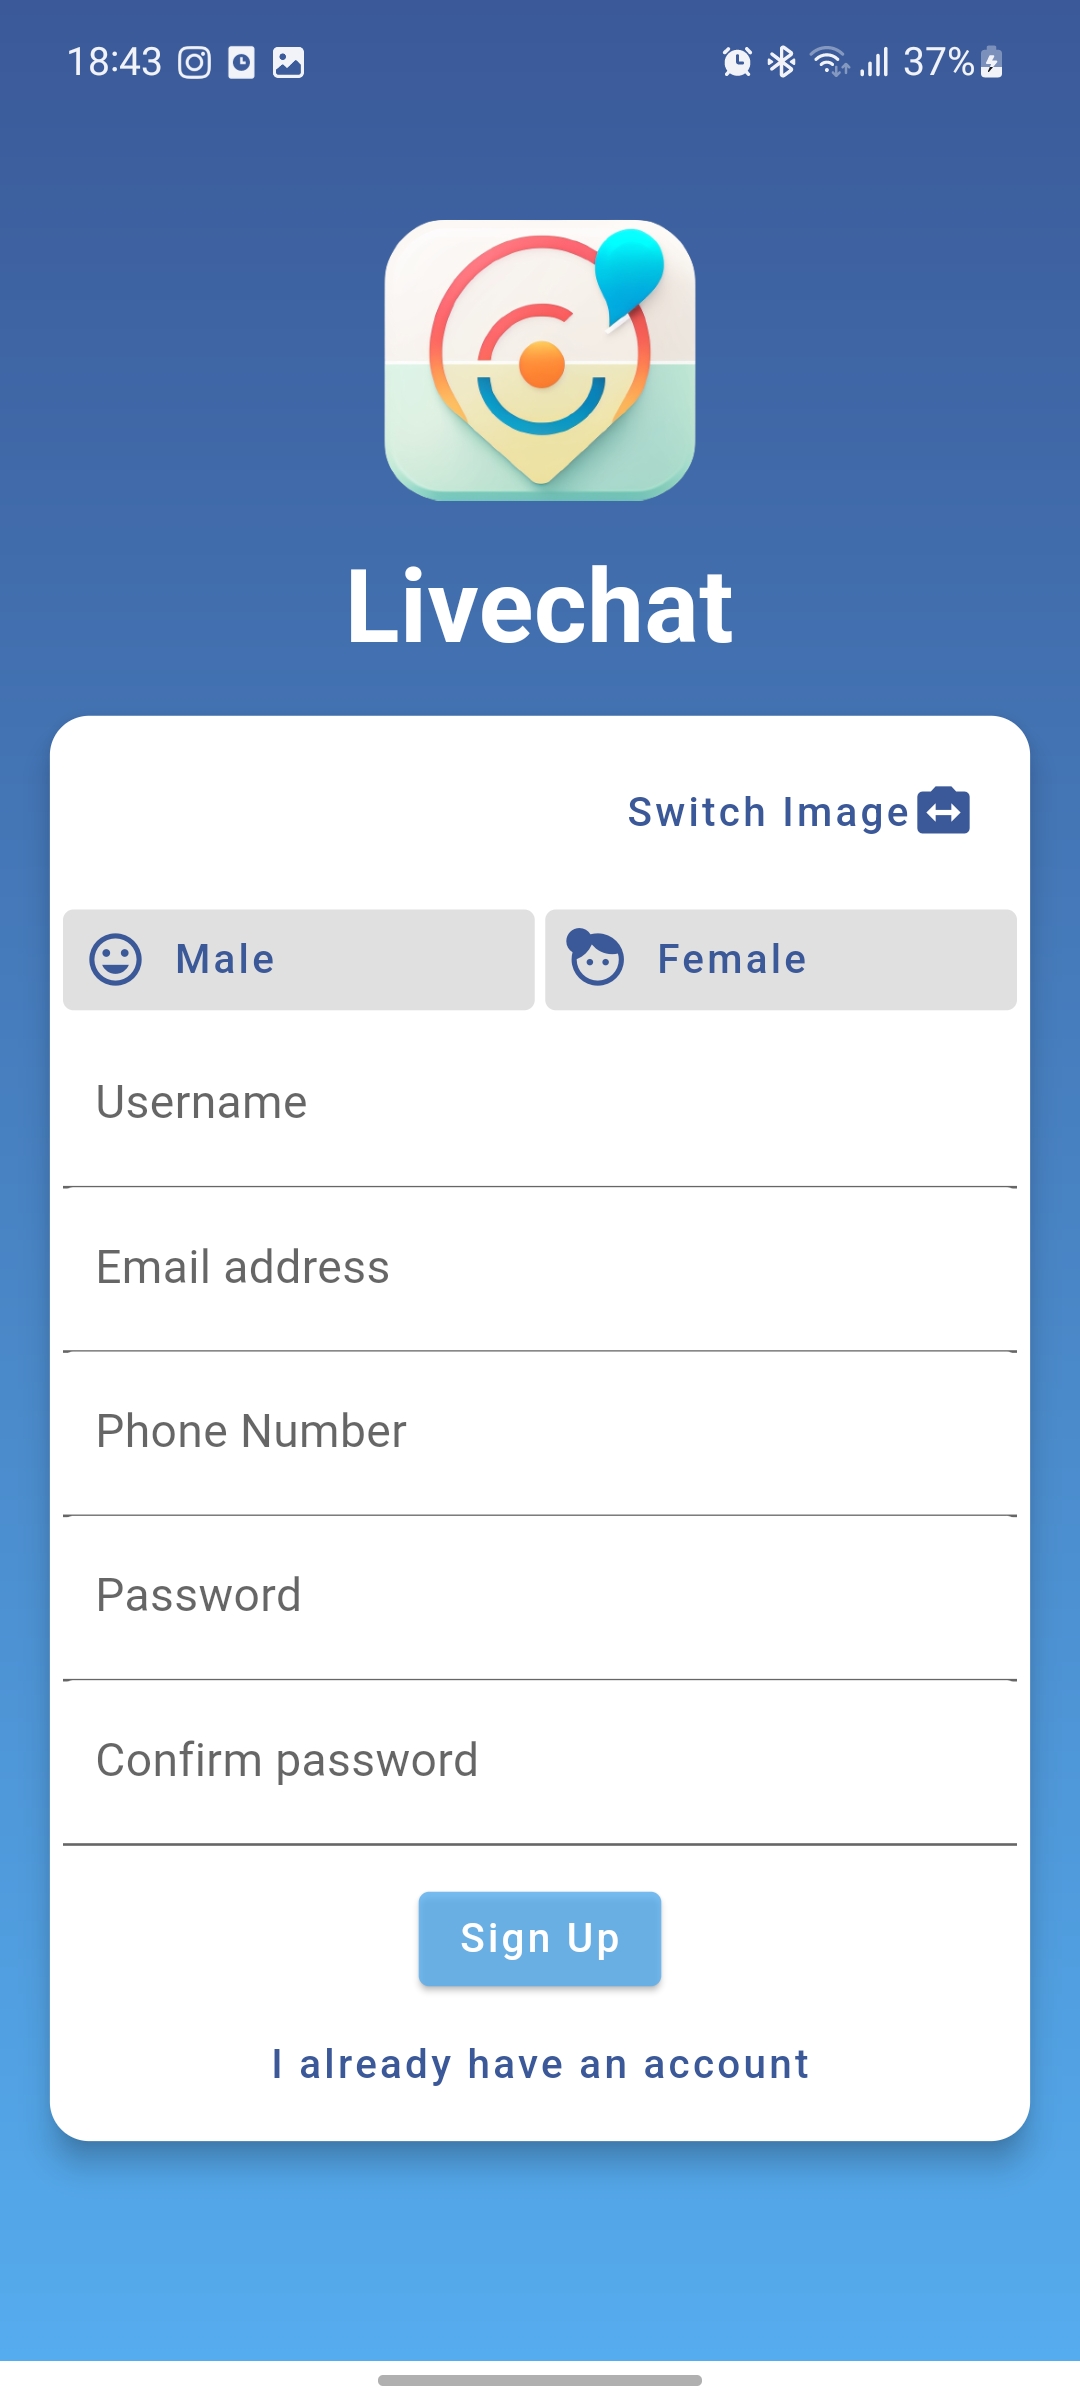 18:43 37%
Livechat
Switch Image
Male Female
Username
Email address
Phone Number
Password
Confirm password
Sign Up
I already have an account